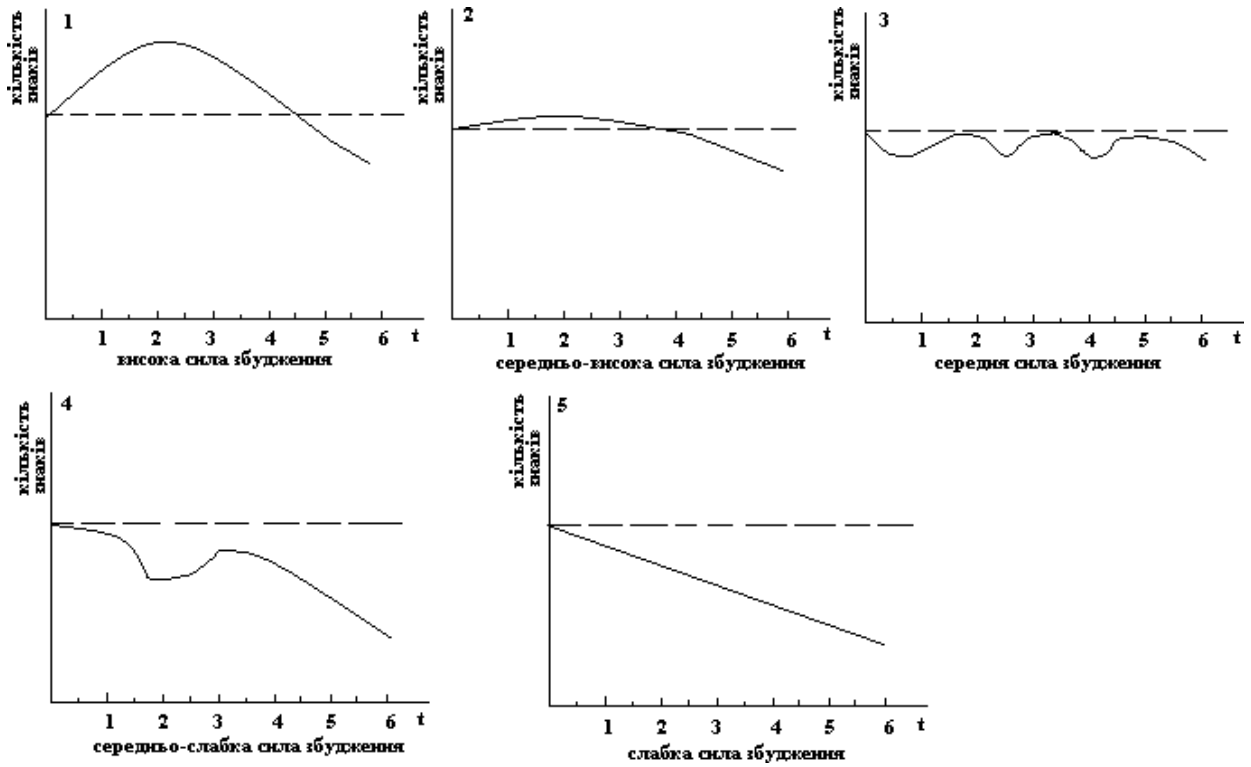 1
кількість
знаків
1 2 3 4 5 6 t
висока сила збудження
2
кількість
знаків
1 2 3 4 5 6 t
середньо-висока сила збудження
3
кількість
знаків
1 2 3 4 5 6 t
середня сила збудження
4
кількість
знаків
1 2 3 4 5 6 t
середньо-слабка сила збудження
5
кількість
знаків
1 2 3 4 5 6 t
слабка сила збудження